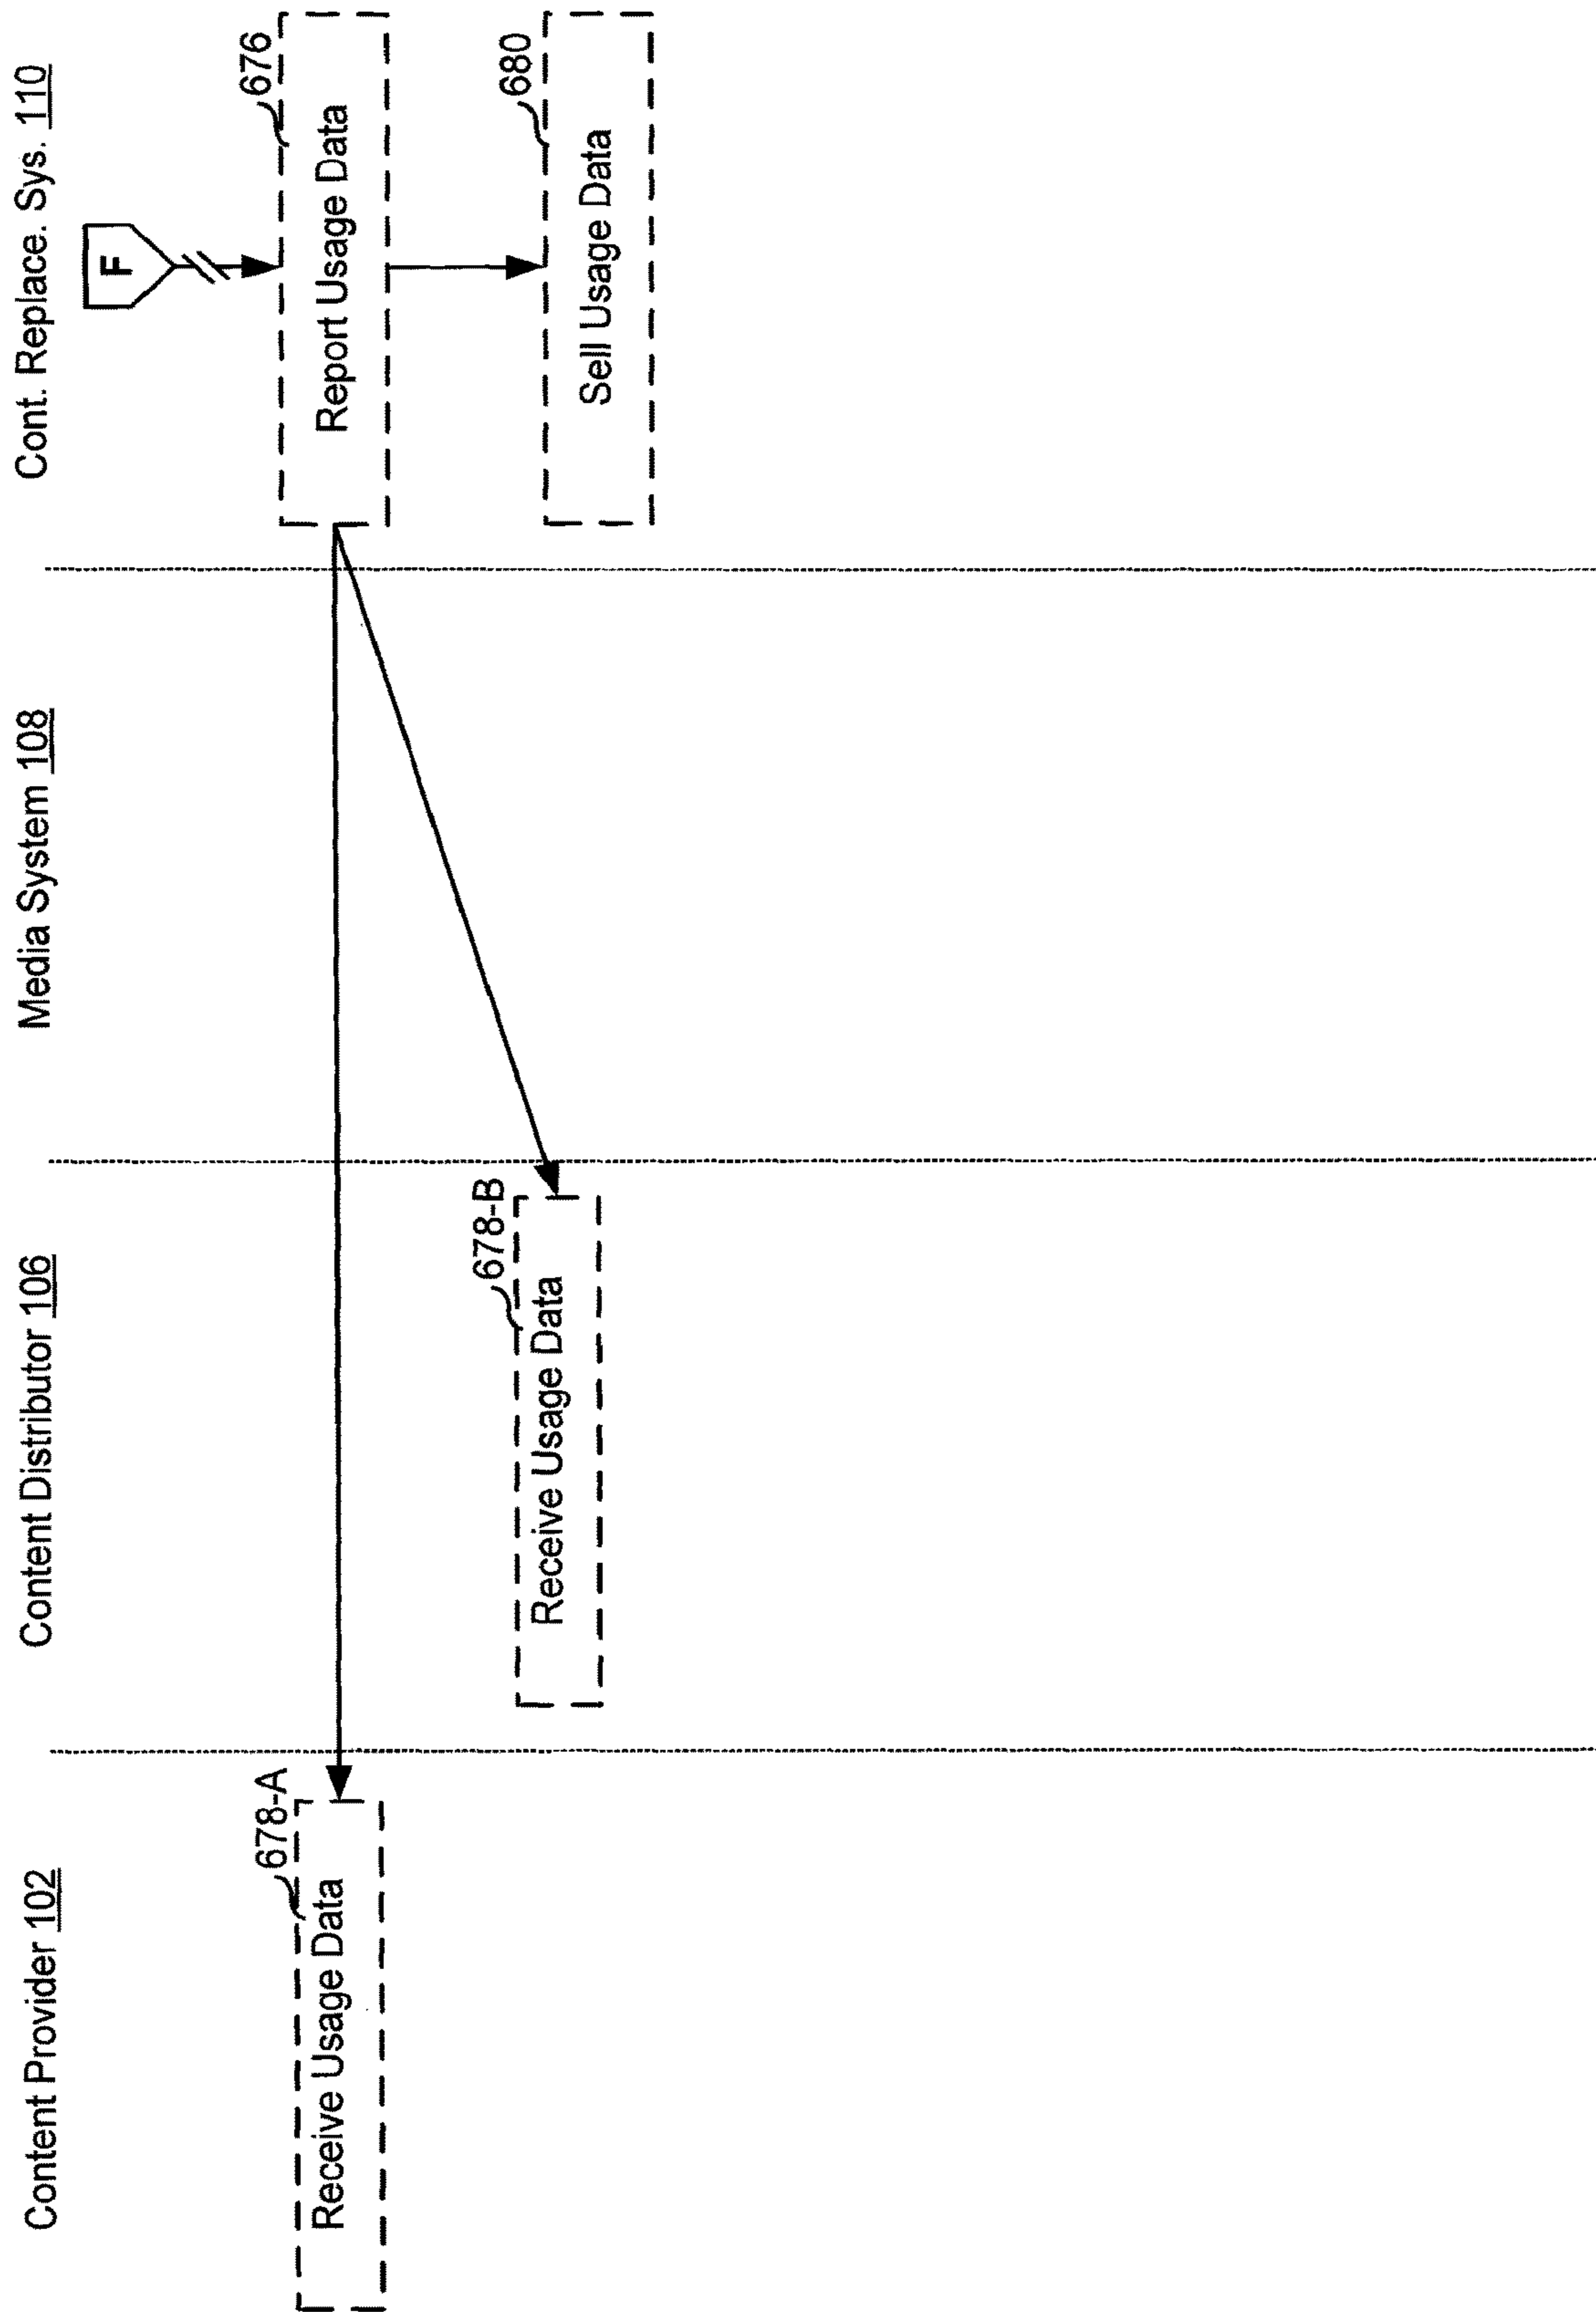 Content Provider 102
Content Distributor 106
Media System 108
Cont. Replace. Sys. 110
F
676
Report Usage Data
678-A
Receive Usage Data
678-B
Receive Usage Data
680
Sell Usage Data